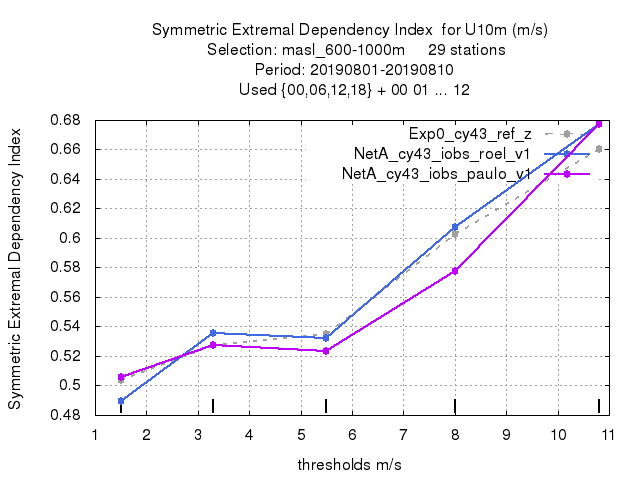 Symmetric Extremal Dependency Index  for U10m (m/s)
Selection: masl_600-1000m     29 stations
Period: 20190801-20190810
Used {00,06,12,18} + 00 01 ... 12
Symmetric Extremal Dependency Index
0.68
0.66
0.64
0.62
0.6
0.58
0.56
0.54
0.52
0.5
0.48
Exp0_cy43_ref_z
NetA_cy43_iobs_roel_v1
NetA_cy43_iobs_paulo_v1
1 2 3 4 5 6 7 8 9 10 11
thresholds m/s